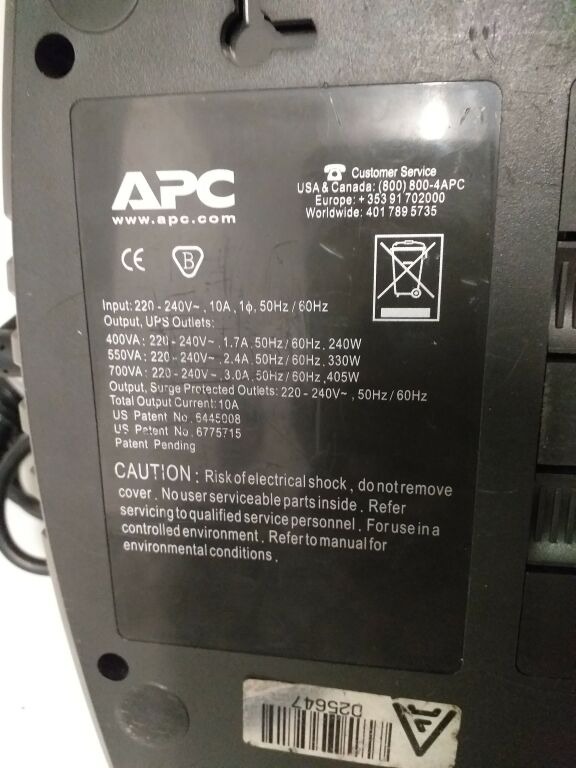 APC
www.apc.com
Customer Service
USA & Canada: (800) 800-4APC
Europe: +353 91 702000
Worldwide: 401 789 5735
CE
B
Input: 220 - 240V~, 10A, 1ϕ, 50Hz / 60Hz
Output, UPS Outlets:
400VA: 220 - 240V~, 1.7A, 50Hz/60Hz, 240W
550VA: 220 - 240V~, 2.4A, 50Hz/60Hz, 330W
700VA: 220 - 240V~, 3.0A, 50Hz/60Hz, 405W
Output, Surge Protected Outlets: 220 - 240V~, 50Hz/60Hz
Total Output Current: 10A
US Patent No. 6445008
US Patent No. 6775715
Patent Pending
CAUTION: Risk of electrical shock, do not remove
cover. No user serviceable parts inside. Refer
servicing to qualified service personnel. For use in a
controlled environment. Refer to manual for
environmental conditions.
D25647